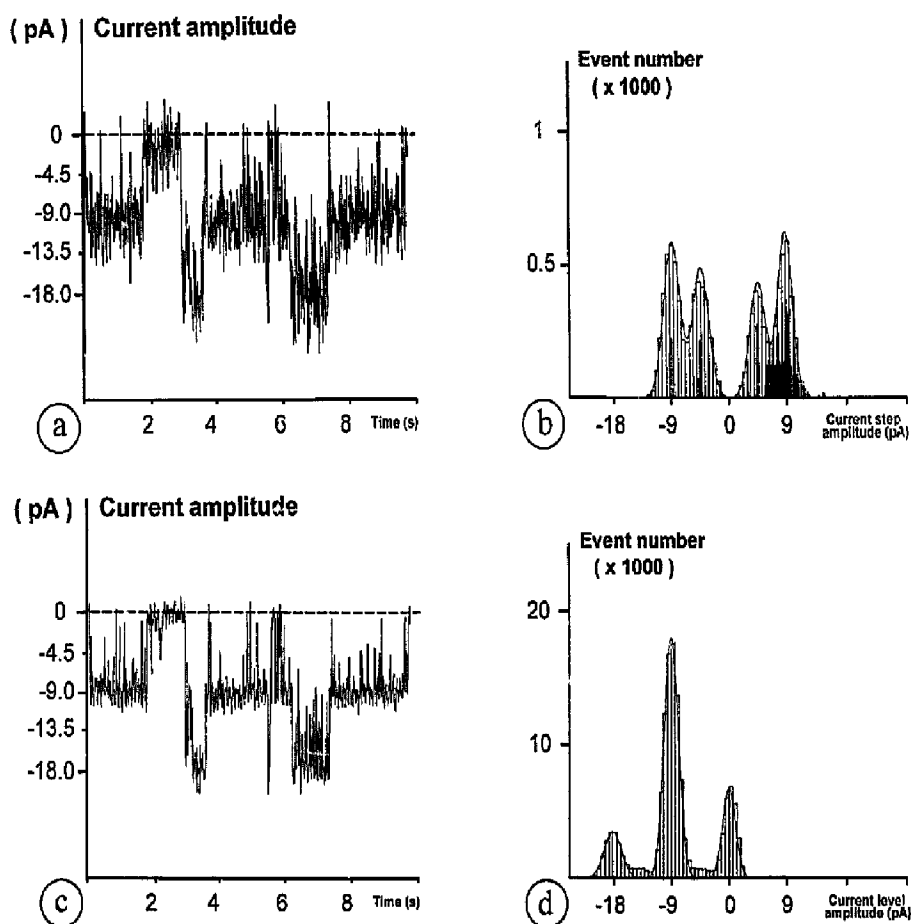 ( pA ) Current amplitude
0
-4.5
-9.0
-13.5
-18.0
2 4 6 8 Time (s)
a
Event number
( x 1000 )
1
0.5
-18 -9 0 9 Current step
amplitude (pA)
b
( pA ) Current amplitude
0
-4.5
-9.0
-13.5
-18.0
2 4 6 8 Time (s)
c
Event number
( x 1000 )
20
10
-18 -9 0 9 Current level
amplitude (pA)
d